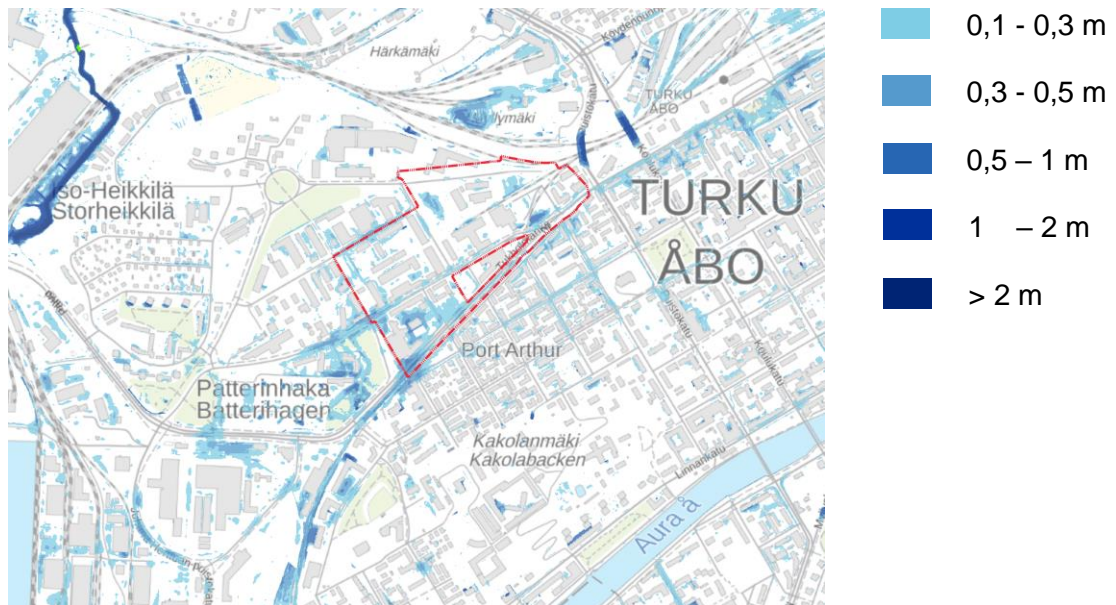 Härkämäki
TURKU
ÅBO
Iso-Heikkilä
Storheikkilä
TURKU
ÅBO
Port Arthur
Patterinhaka
Batterihagen
Kakolanmäki
Kakolabacken
Linnankatu
Aura å
0,1 - 0,3 m
0,3 - 0,5 m
0,5 – 1 m
1 – 2 m
> 2 m